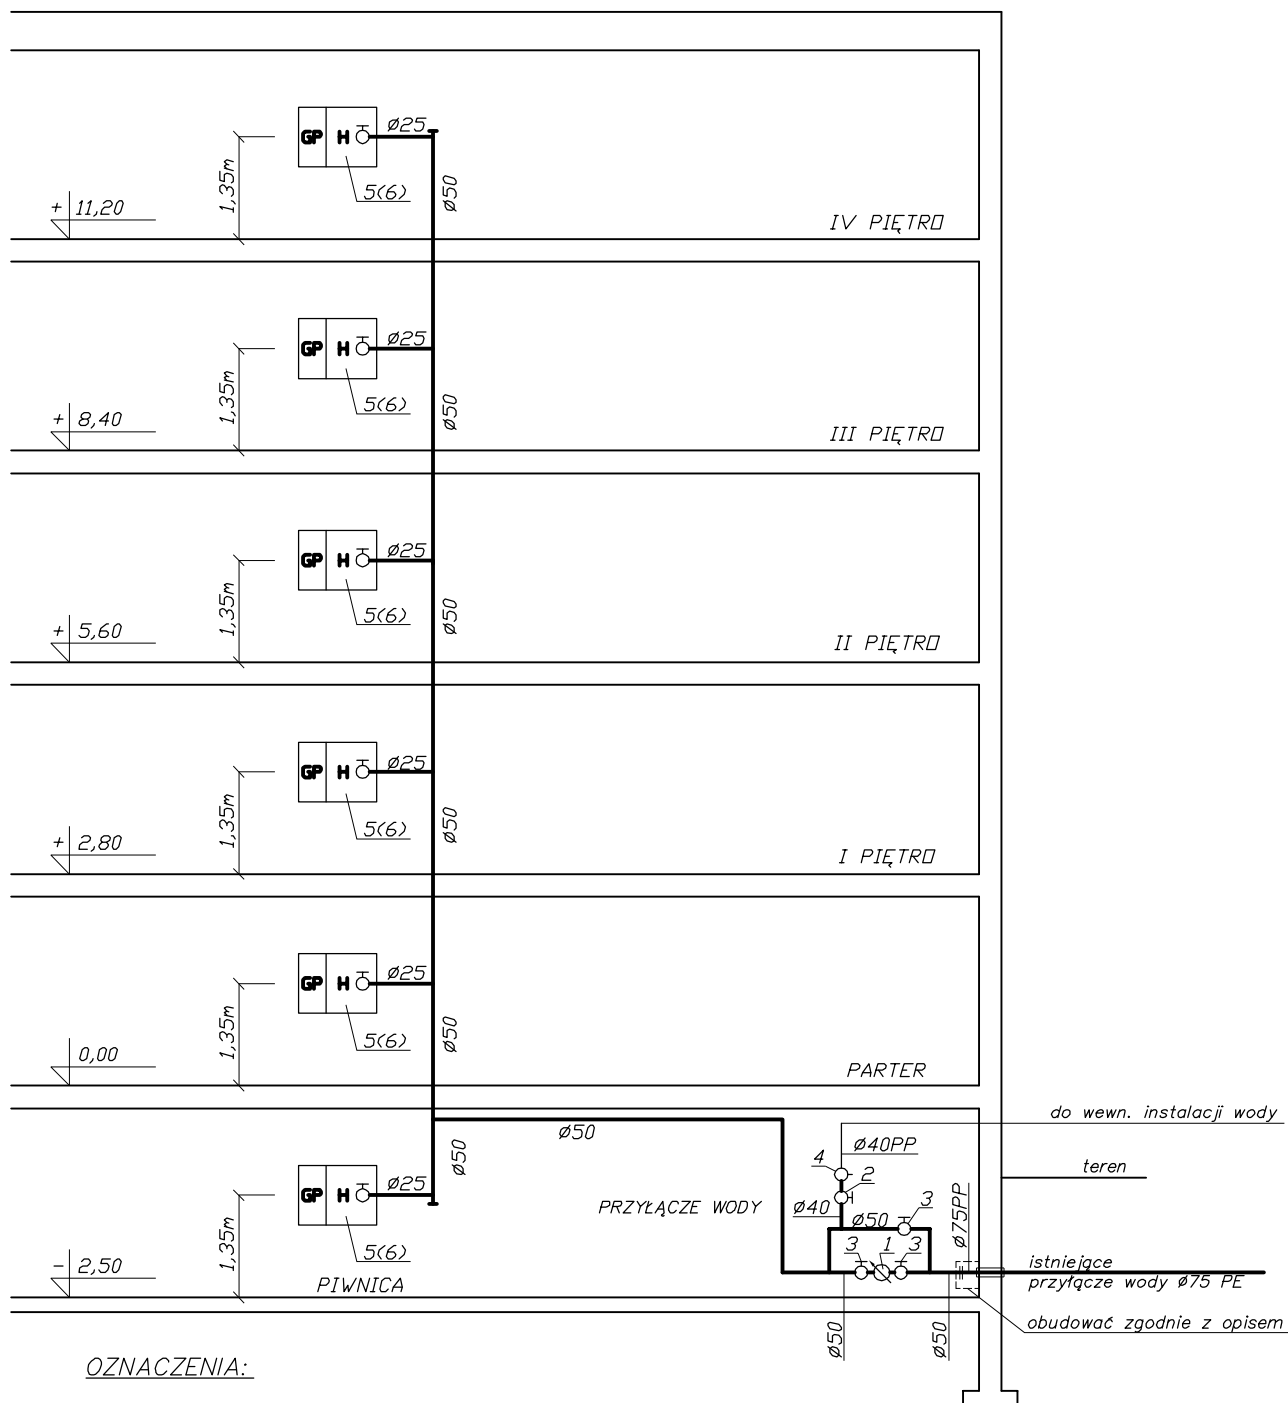 GP H Ø25
1,35m
5(6)
Ø50
+ 11,20
IV PIĘTRO
GP H Ø25
1,35m
5(6)
Ø50
+ 8,40
III PIĘTRO
GP H Ø25
1,35m
5(6)
Ø50
+ 5,60
II PIĘTRO
GP H Ø25
1,35m
5(6)
Ø50
+ 2,80
I PIĘTRO
GP H Ø25
1,35m
5(6)
Ø50
+ 0,00
PARTER
Ø50
do wewn. instalacji wody
Ø40PP
4
2
teren
GP H Ø25
1,35m
5(6)
Ø50
PRZYŁĄCZE WODY
Ø40
Ø50
3
Ø75PP
3 1 3
- 2,50
PIWNICA
istniejące
przyłącze wody Ø75 PE
obudować zgodnie z opisem
Ø50
Ø50
OZNACZENIA: